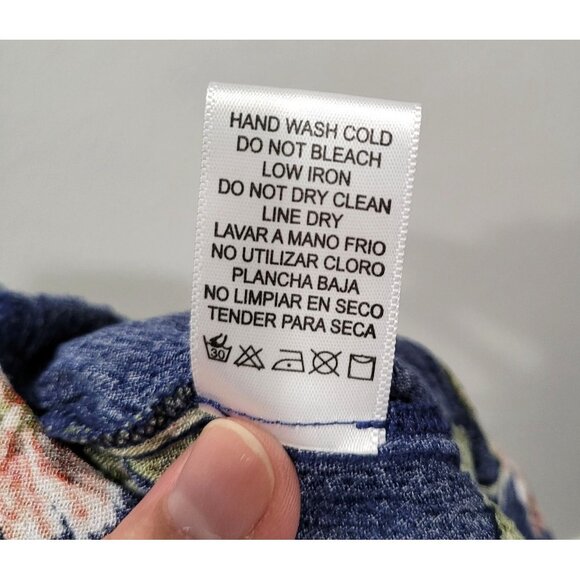 HAND WASH COLD
DO NOT BLEACH
LOW IRON
DO NOT DRY CLEAN
LINE DRY
LAVAR A MANO FRIO
NO UTILIZAR CLORO
PLANCHA BAJA
NO LIMPIAR EN SECO
TENDER PARA SECA
30